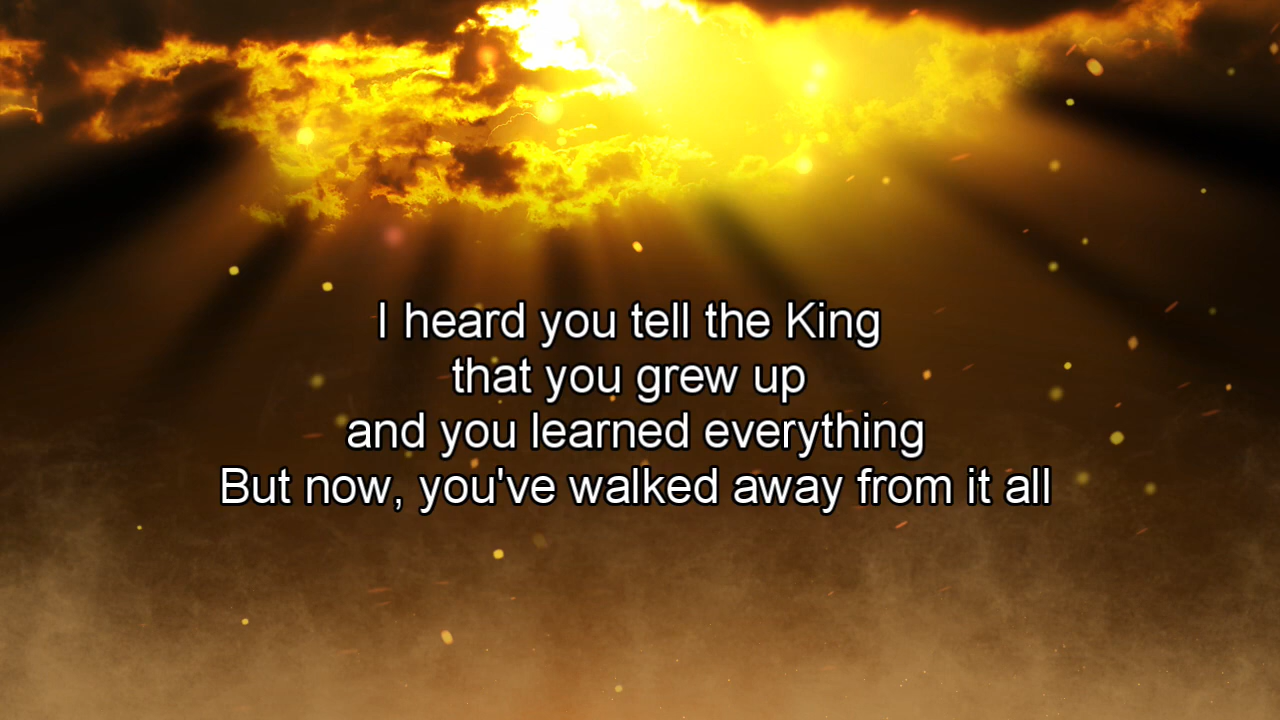 I heard you tell the King
that you grew up
and you learned everything
But now, you've walked away from it all